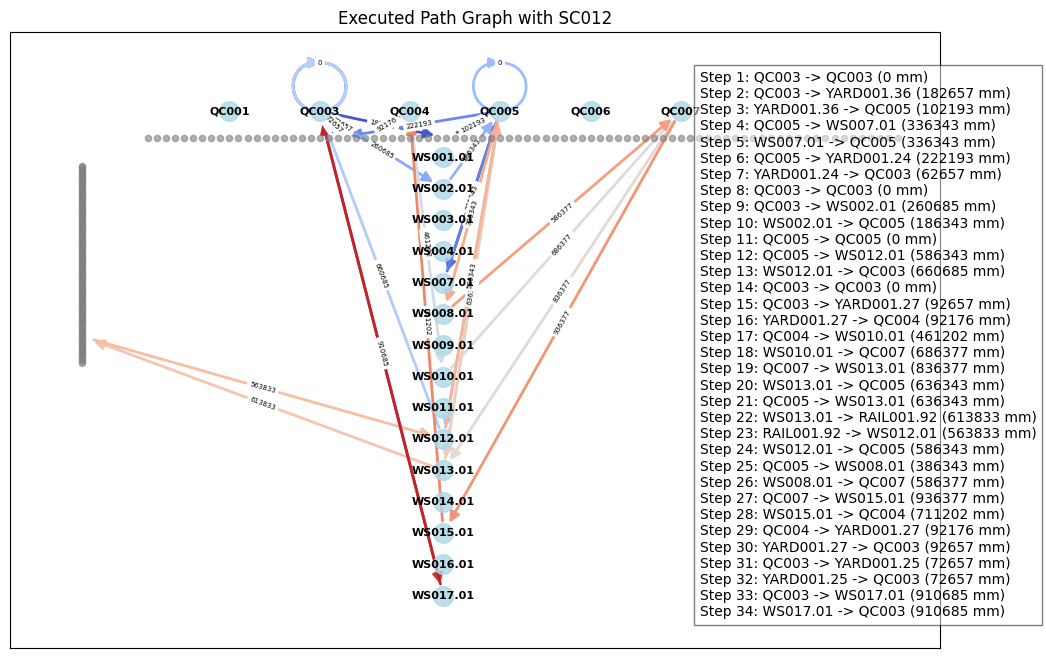 Executed Path Graph with SC012
0
0
QC001
QC003
QC004
QC005
QC006
QC007
92176
222193
102193
260685
WS001.01
WS002.01
WS003.01
WS004.01
WS007.01
WS008.01
WS009.01
WS010.01
WS011.01
WS012.01
WS013.01
WS014.01
WS015.01
WS016.01
WS017.01
586377
686377
836377
936377
660685
910685
563833
613833
Step 1: QC003 -> QC003 (0 mm)
Step 2: QC003 -> YARD001.36 (182657 mm)
Step 3: YARD001.36 -> QC005 (102193 mm)
Step 4: QC005 -> WS007.01 (336343 mm)
Step 5: WS007.01 -> QC005 (336343 mm)
Step 6: QC005 -> YARD001.24 (222193 mm)
Step 7: YARD001.24 -> QC003 (62657 mm)
Step 8: QC003 -> QC003 (0 mm)
Step 9: QC003 -> WS002.01 (260685 mm)
Step 10: WS002.01 -> QC005 (186343 mm)
Step 11: QC005 -> QC005 (0 mm)
Step 12: QC005 -> WS012.01 (586343 mm)
Step 13: WS012.01 -> QC003 (660685 mm)
Step 14: QC003 -> QC003 (0 mm)
Step 15: QC003 -> YARD001.27 (92657 mm)
Step 16: YARD001.27 -> QC004 (92176 mm)
Step 17: QC004 -> WS010.01 (461202 mm)
Step 18: WS010.01 -> QC007 (686377 mm)
Step 19: QC007 -> WS013.01 (836377 mm)
Step 20: WS013.01 -> QC005 (636343 mm)
Step 21: QC005 -> WS013.01 (636343 mm)
Step 22: WS013.01 -> RAIL001.92 (613833 mm)
Step 23: RAIL001.92 -> WS012.01 (563833 mm)
Step 24: WS012.01 -> QC005 (586343 mm)
Step 25: QC005 -> WS008.01 (386343 mm)
Step 26: WS008.01 -> QC007 (586377 mm)
Step 27: QC007 -> WS015.01 (936377 mm)
Step 28: WS015.01 -> QC004 (711202 mm)
Step 29: QC004 -> YARD001.27 (92176 mm)
Step 30: YARD001.27 -> QC003 (92657 mm)
Step 31: QC003 -> YARD001.25 (72657 mm)
Step 32: YARD001.25 -> QC003 (72657 mm)
Step 33: QC003 -> WS017.01 (910685 mm)
Step 34: WS017.01 -> QC003 (910685 mm)